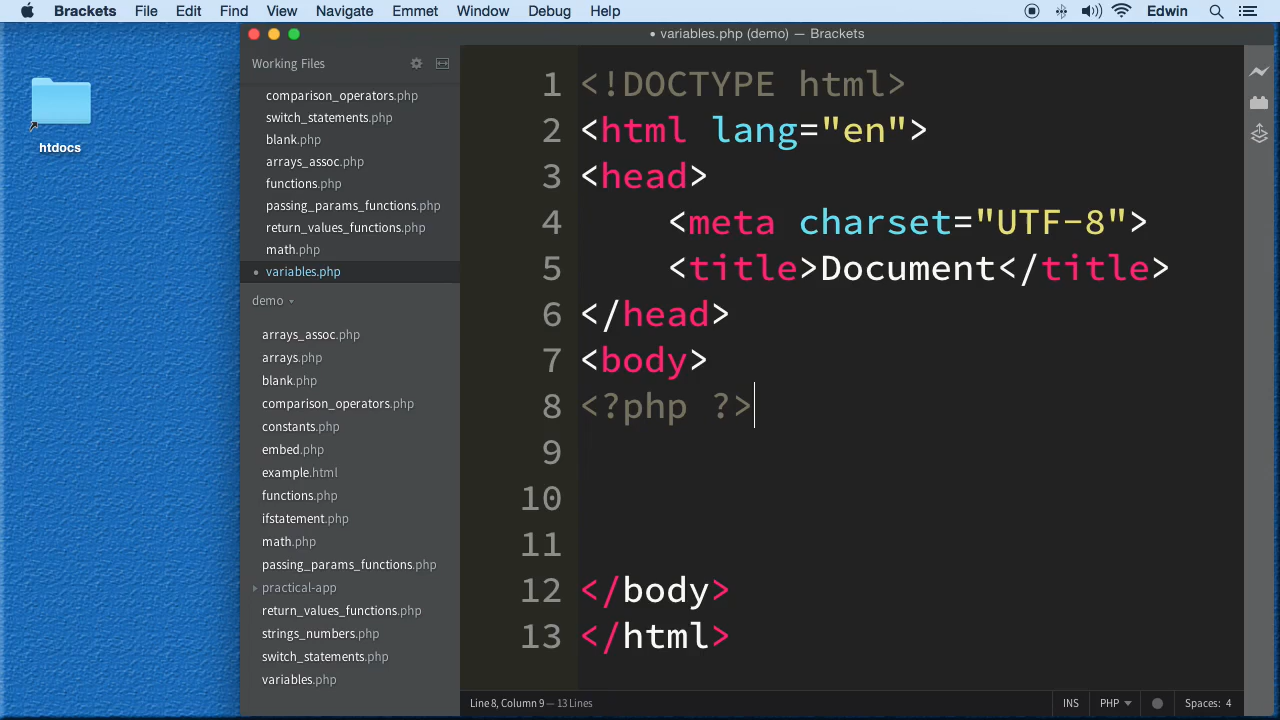 Brackets File Edit Find View Navigate Emmet Window Debug Help Edwin
• variables.php (demo) — Brackets
htdocs
Working Files
comparison_operators.php
switch_statements.php
blank.php
arrays_assoc.php
functions.php
passing_params_functions.php
return_values_functions.php
math.php
• variables.php
demo
arrays_assoc.php
arrays.php
blank.php
comparison_operators.php
constants.php
embed.php
example.html
functions.php
ifstatement.php
math.php
passing_params_functions.php
practical-app
return_values_functions.php
strings_numbers.php
switch_statements.php
variables.php
1 <!DOCTYPE html>
2 <html lang="en">
3 <head>
4 <meta charset="UTF-8">
5 <title>Document</title>
6 </head>
7 <body>
8 <?php ?>
9
10
11
12 </body>
13 </html>
Line 8, Column 9 — 13 Lines INS PHP Spaces: 4